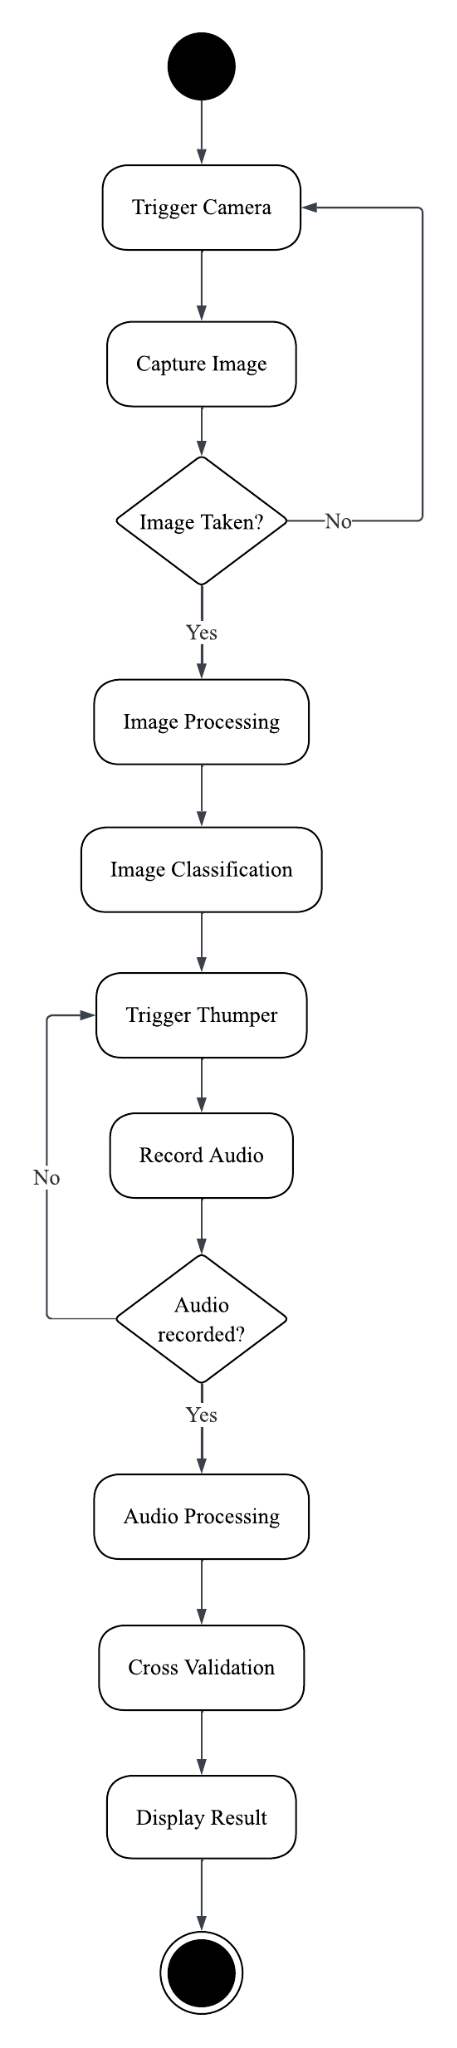 Trigger Camera
Capture Image
Image Taken?
No
Yes
Image Processing
Image Classification
Trigger Thumper
Record Audio
No
Audio
recorded?
Yes
Audio Processing
Cross Validation
Display Result